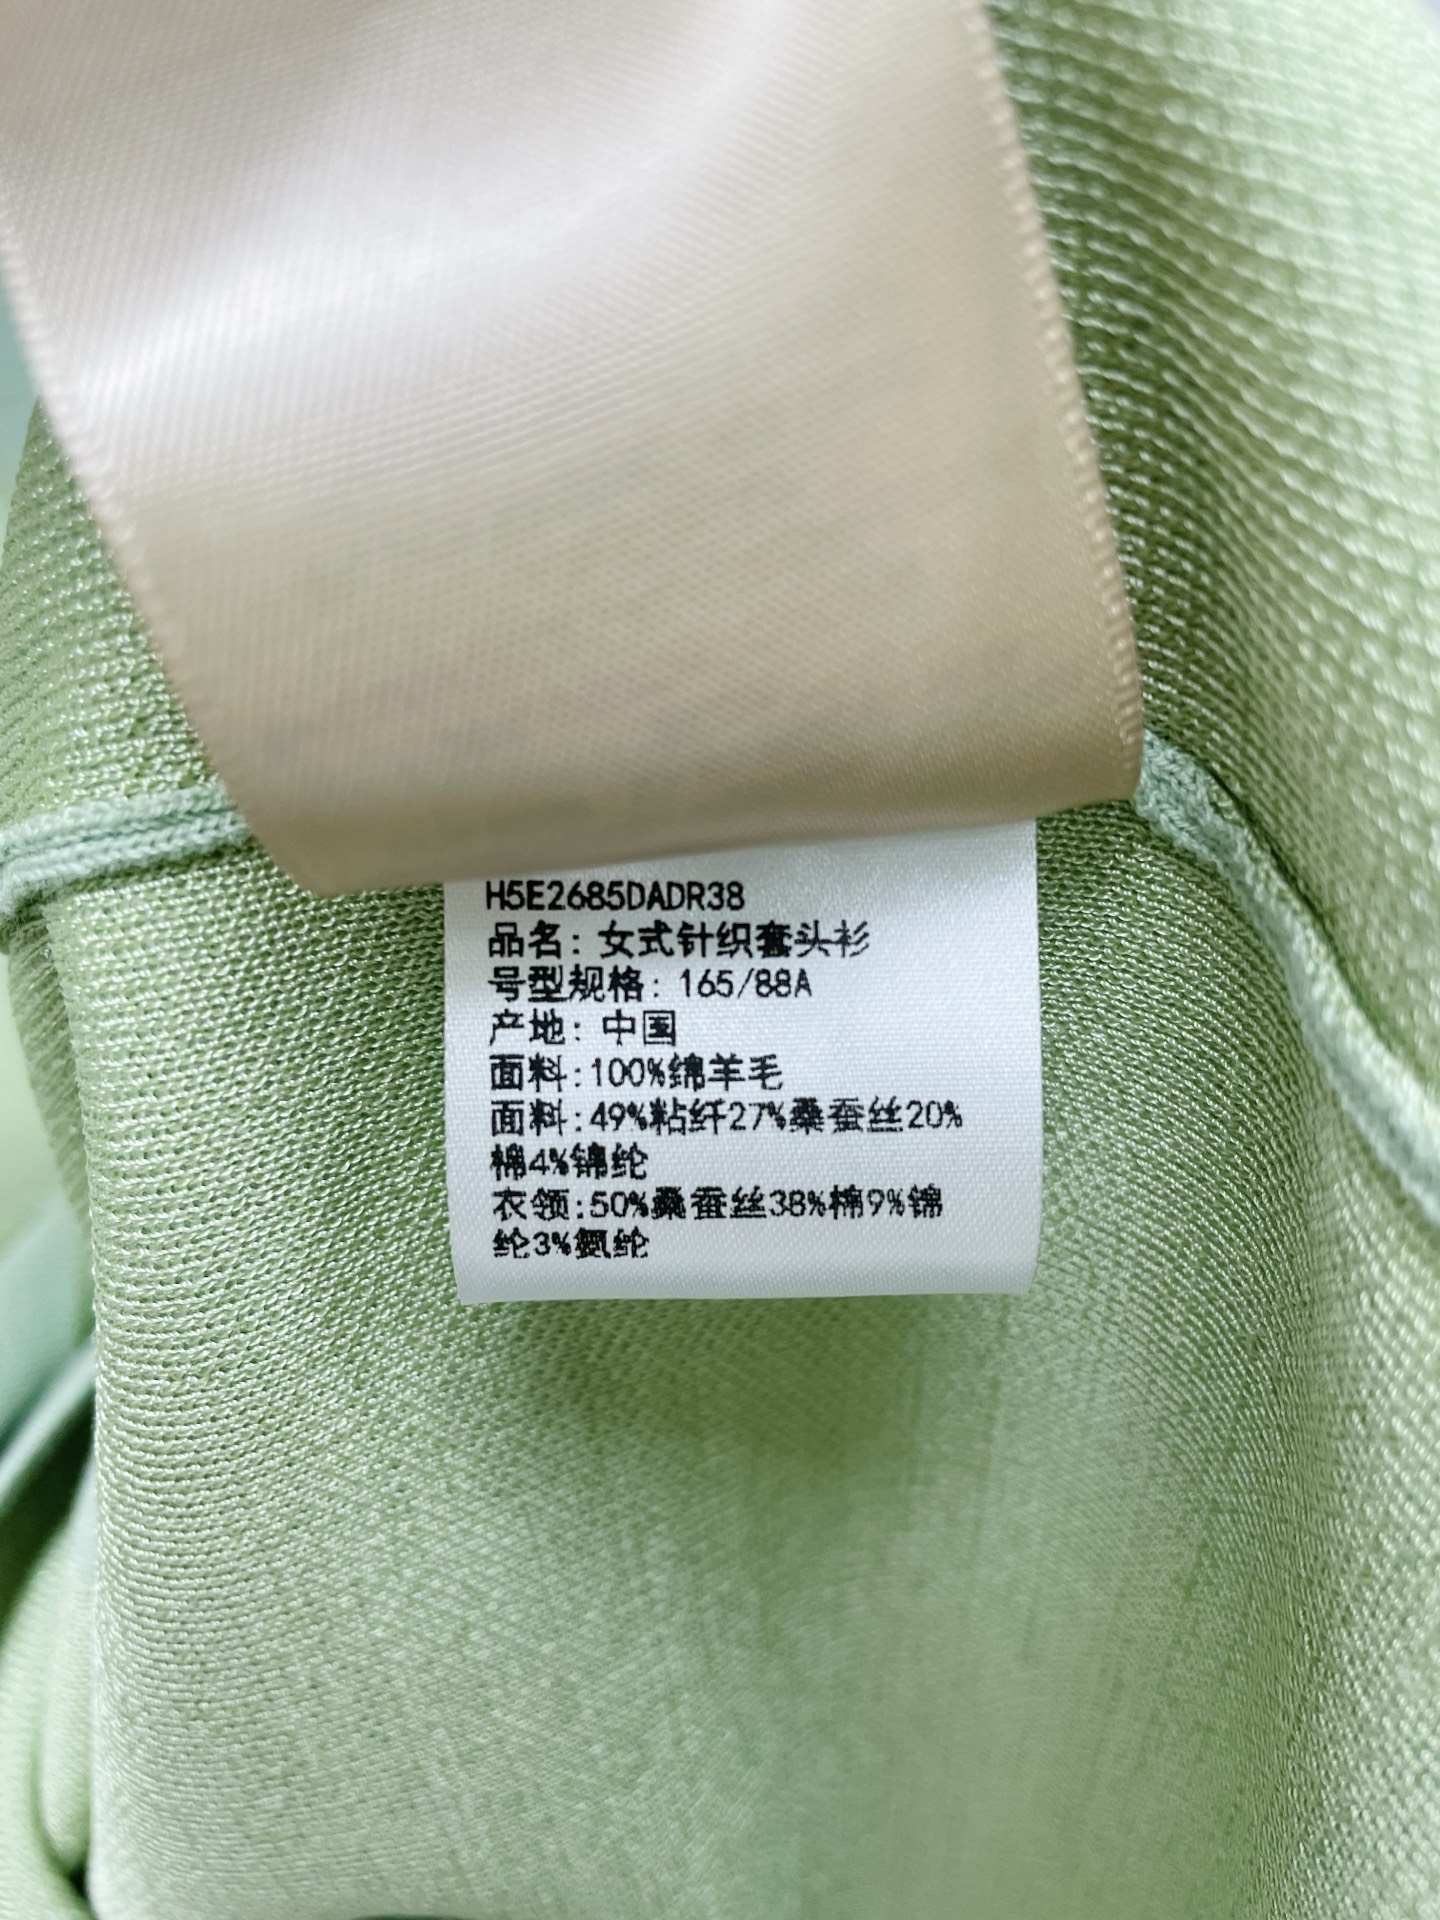 H5E2685DADR38
品名: 女式针织套头衫
号型规格: 165/88A
产地: 中国
面料:100%绵羊毛
面料:49%粘纤27%桑蚕丝20%
棉4%锦纶
衣领:50%桑蚕丝38%棉9%锦
纶3%氨纶